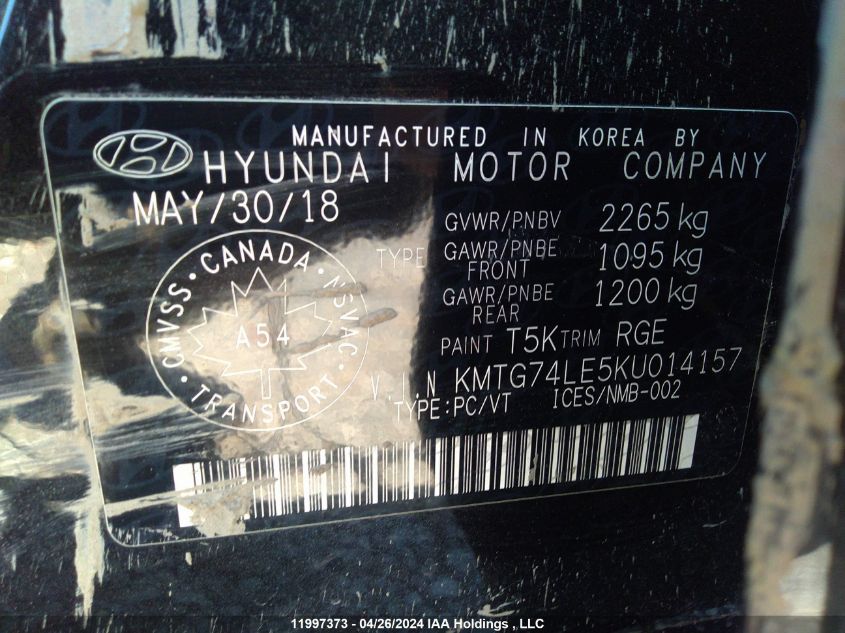 MANUFACTURED IN KOREA BY
HYUNDAI MOTOR COMPANY
MAY/30/18
GVWR/PNBV 2265 kg
TYPE
GAWR/PNBE FRONT 1095 kg
GAWR/PNBE REAR 1200 kg
CMVSS · CANADA · NSVAC
A54
TRANSPORT
PAINT T5K TRIM RGE
V.I.N KMTG74LE5KU014157
TYPE:PC/VT ICES/NMB-002
11997373 - 04/26/2024 IAA Holdings , LLC